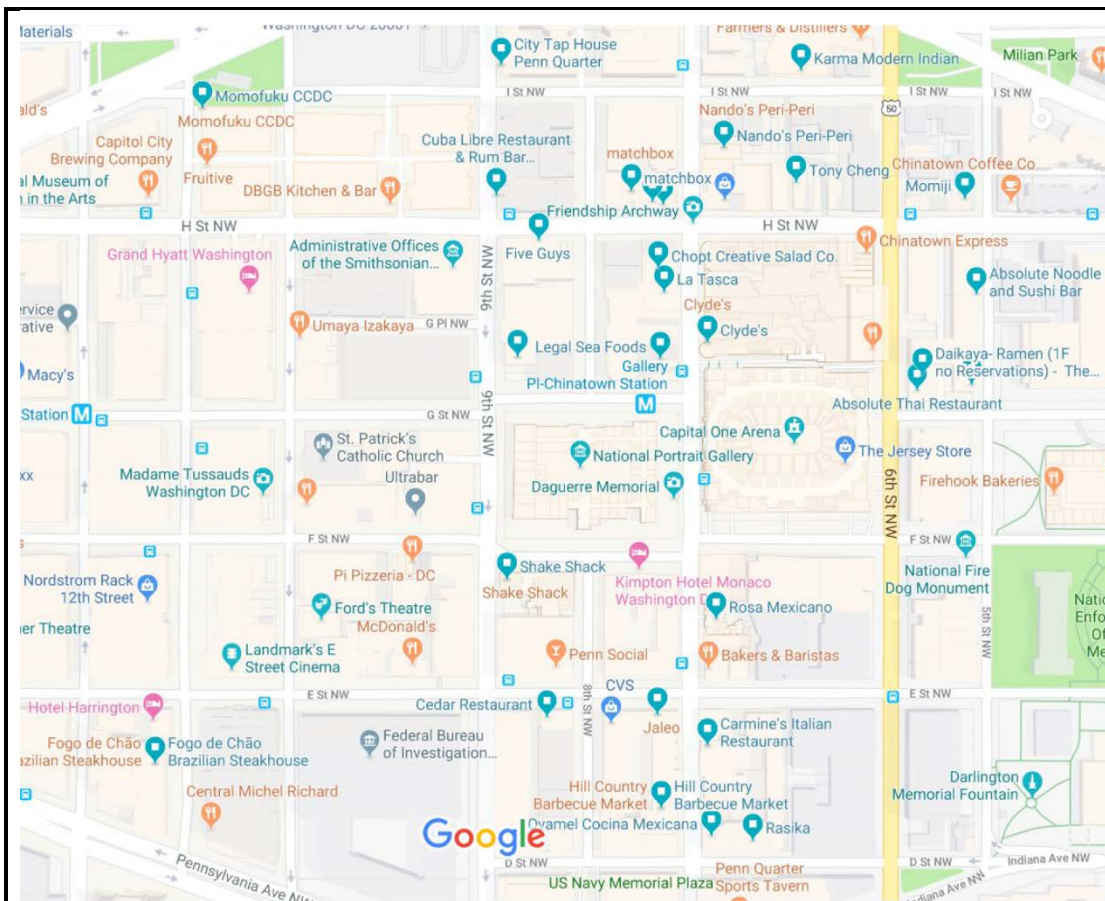 Materials
City Tap House
Penn Quarter
Farmers & Distillers
Karma Modern Indian
Milian Park
I St NW
I St NW
I St NW
50
Momofuku CCDC
Momofuku CCDC
Nando's Peri-Peri
Nando's Peri-Peri
Capitol City
Brewing Company
Fruitive
DBGB Kitchen & Bar
Cuba Libre Restaurant
& Rum Bar...
matchbox
matchbox
Tony Cheng
Chinatown Coffee Co
Momiji
al Museum of
n in the Arts
Friendship Archway
H St NW
H St NW
Five Guys
Grand Hyatt Washington
Administrative Offices
of the Smithsonian...
9th St NW
Chopt Creative Salad Co.
La Tasca
Chinatown Express
Absolute Noodle
and Sushi Bar
Clyde's
Clyde's
ervice
rative
Umaya Izakaya
G Pl NW
Legal Sea Foods
Gallery
Pl-Chinatown Station
M
Macy's
Daikaya- Ramen (1F
no Reservations) - The...
Absolute Thai Restaurant
Station
M
G St NW
9th St NW
St. Patrick's
Catholic Church
Ultrabar
Capital One Arena
National Portrait Gallery
The Jersey Store
Madame Tussauds
Washington DC
Daguerre Memorial
6th St NW
Firehook Bakeries
xx
F St NW
F St NW
Pi Pizzeria - DC
Shake Shack
Shake Shack
Kimpton Hotel Monaco
Washington D
National Fire
Dog Monument
Nordstrom Rack
12th Street
Ford's Theatre
McDonald's
Rosa Mexicano
5th St NW
Natio
Enfo
Of
Me
er Theatre
Landmark's E
Street Cinema
Penn Social
Bakers & Baristas
E St NW
E St NW
8th St NW
CVS
Hotel Harrington
Cedar Restaurant
Jaleo
Carmine's Italian
Restaurant
Fogo de Chão
azilian Steakhouse
Fogo de Chão
Brazilian Steakhouse
Federal Bureau
of Investigation...
Central Michel Richard
Hill Country
Barbecue Market
Hill Country
Barbecue Market
Darlington
Memorial Fountain
Google
Oyamel Cocina Mexicana
Rasika
Pennsylvania Ave NW
D St NW
D St NW
Indiana Ave NW
Indiana Ave NW
US Navy Memorial Plaza
Penn Quarter
Sports Tavern